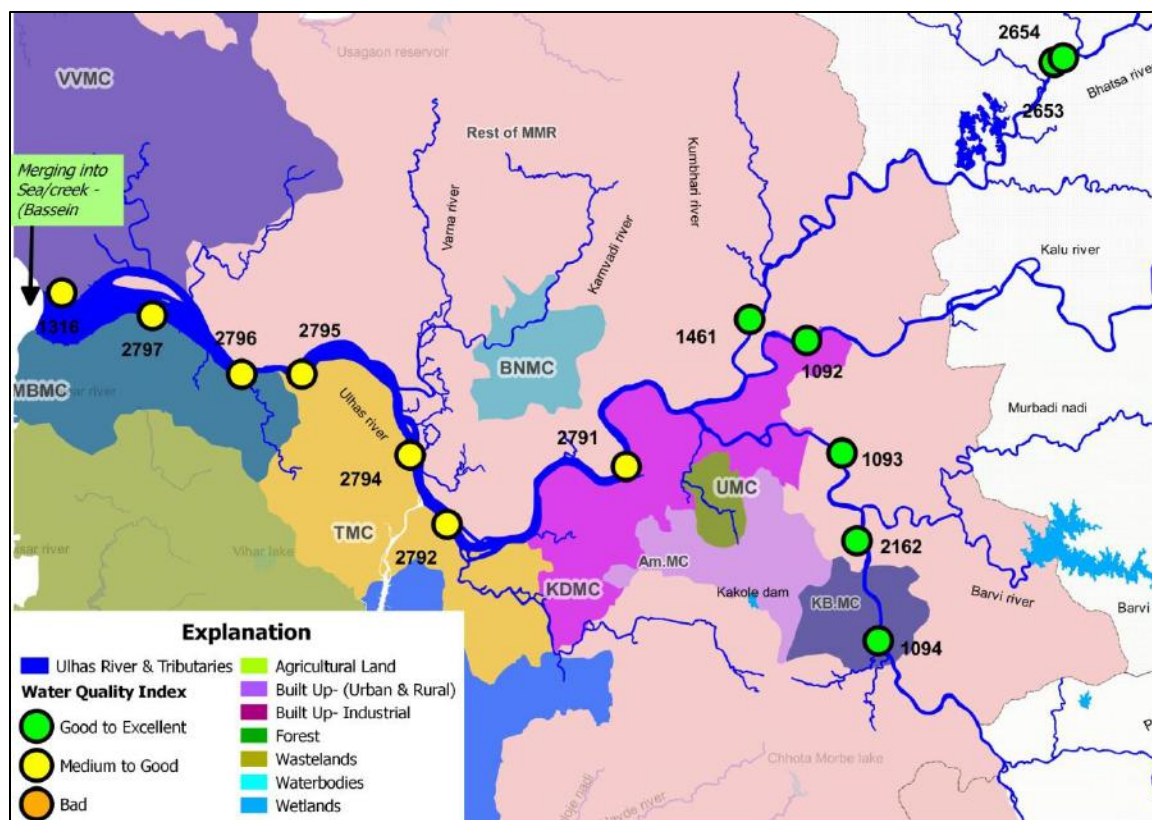 Usagaon reservoir
2654
Bhatsa river
VVMC
2653
Rest of MMR
Merging into
Sea/creek -
(Bassein
Kumbhari river
Varna river
Kamvadi river
Kalu river
1316
2797
2796
2795
1461
1092
BNMC
MBMC
Ulhas river
Murbadi nadi
2791
1093
2794
UMC
TMC
Vihar lake
2792
2162
Am.MC
KDMC
Kakole dam
KB.MC
Barvi river
Barvi
1094
Chhota Morbe lake
Explanation
Ulhas River & Tributaries
Water Quality Index
Good to Excellent
Medium to Good
Bad
Agricultural Land
Built Up- (Urban & Rural)
Built Up- Industrial
Forest
Wastelands
Waterbodies
Wetlands